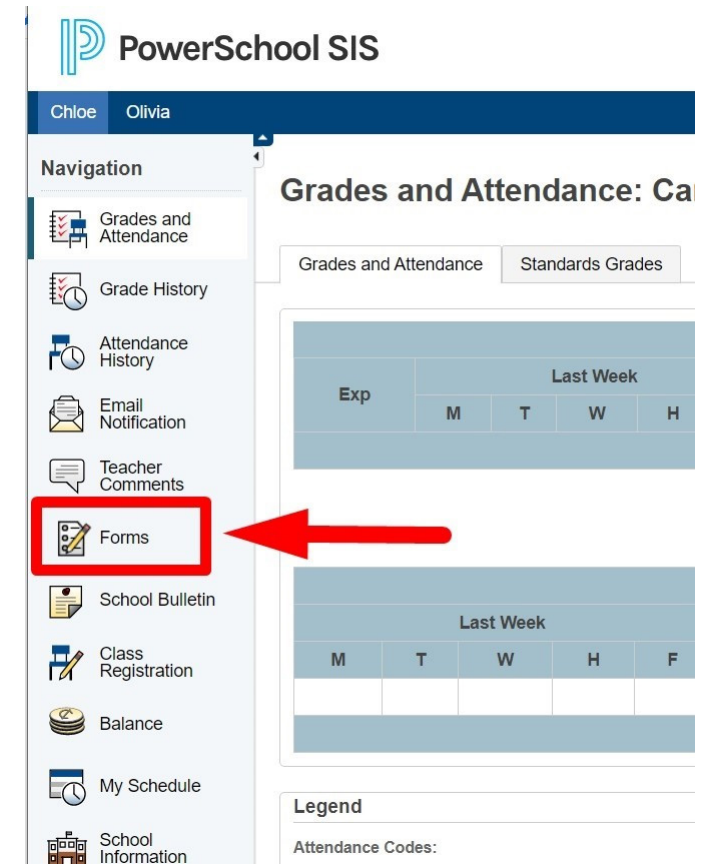 PowerSchool SIS
Chloe Olivia
Navigation
Grades and
Attendance
Grade History
Attendance
History
Email
Notification
Teacher
Comments
Forms
School Bulletin
Class
Registration
Balance
My Schedule
School
Information
Grades and Attendance:
Grades and Attendance Standards Grades
Exp
Last Week
M T W H
Last Week
M T W H F
Legend
Attendance Codes: